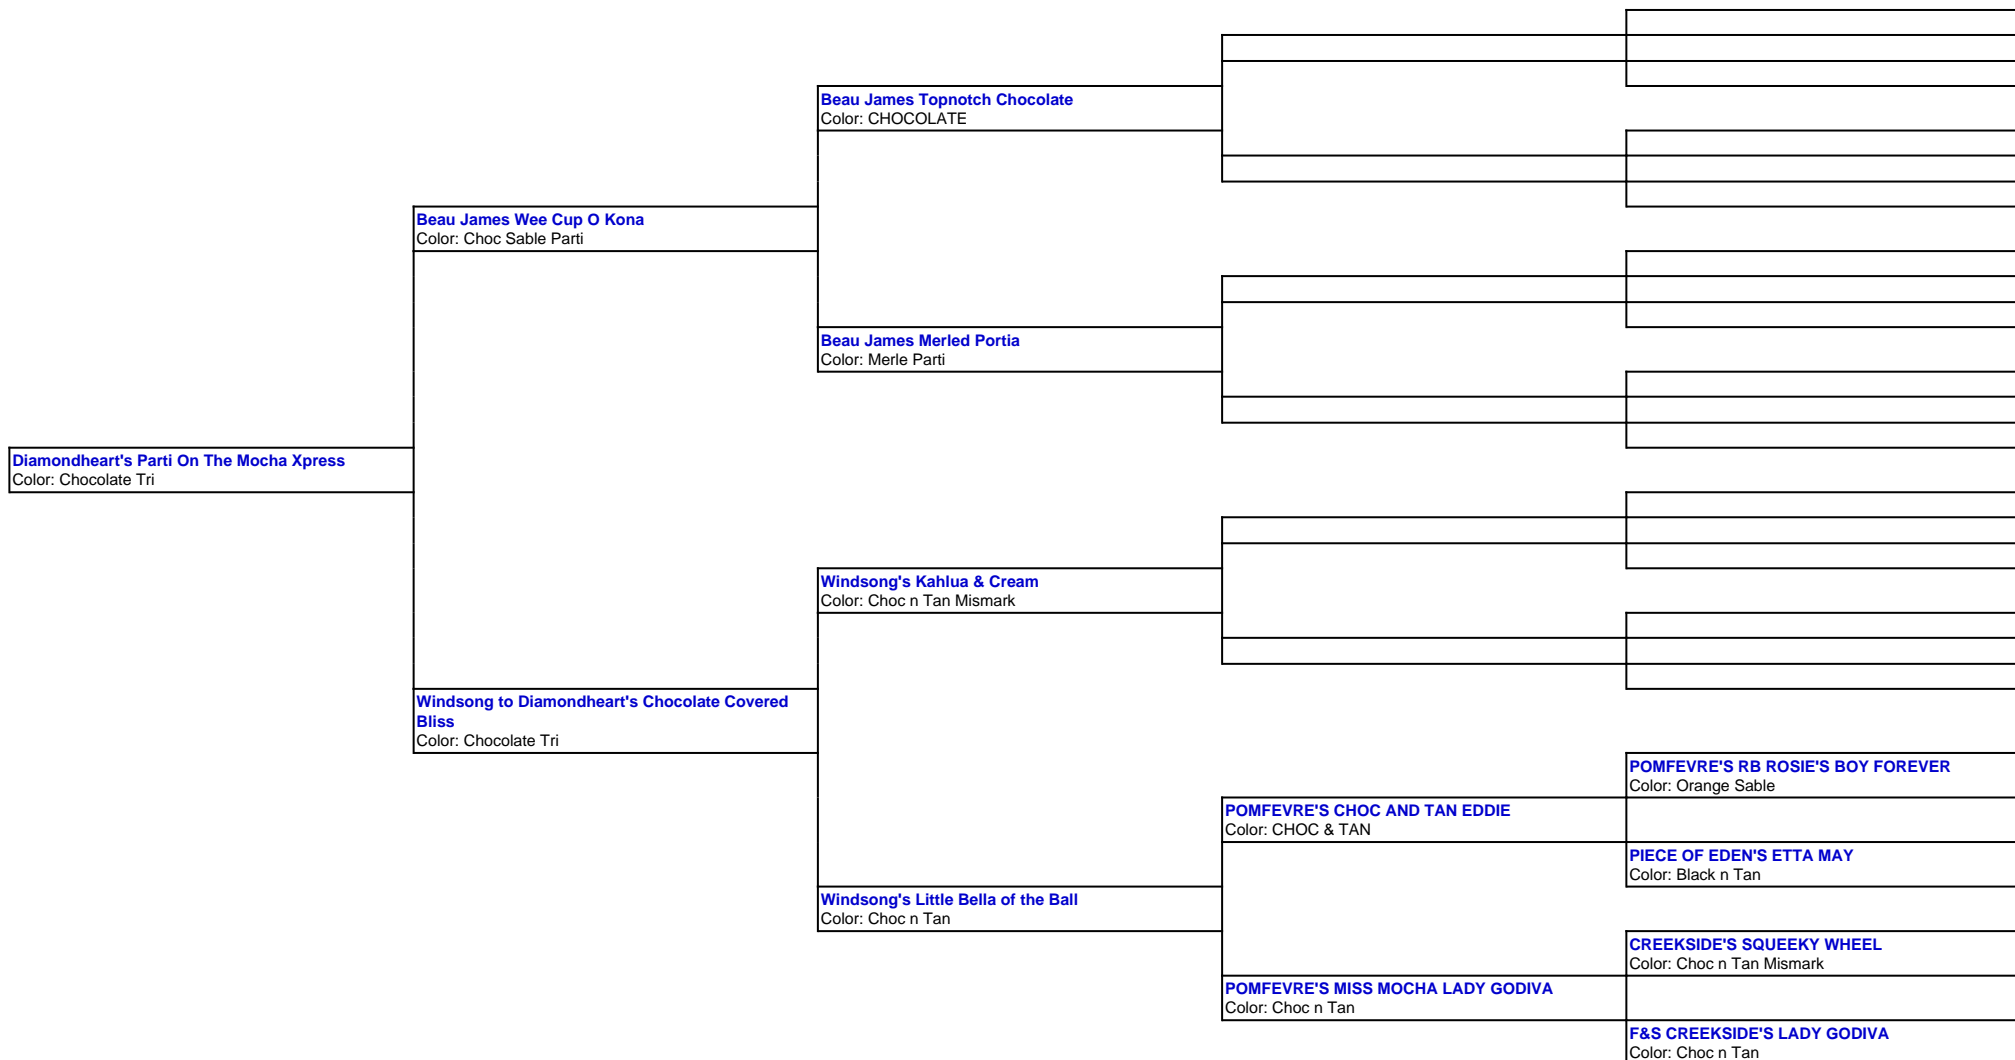 Beau James Topnotch Chocolate
Color: CHOCOLATE
Beau James Wee Cup O Kona
Color: Choc Sable Parti
Beau James Merled Portia
Color: Merle Parti
Diamondheart's Parti On The Mocha Xpress
Color: Chocolate Tri
Windsong's Kahlua & Cream
Color: Choc n Tan Mismark
Windsong to Diamondheart's Chocolate Covered
Bliss
Color: Chocolate Tri
POMFEVRE'S RB ROSIE'S BOY FOREVER
Color: Orange Sable
POMFEVRE'S CHOC AND TAN EDDIE
Color: CHOC & TAN
PIECE OF EDEN'S ETTA MAY
Color: Black n Tan
Windsong's Little Bella of the Ball
Color: Choc n Tan
CREEKSIDE'S SQUEEKY WHEEL
Color: Choc n Tan Mismark
POMFEVRE'S MISS MOCHA LADY GODIVA
Color: Choc n Tan
F&S CREEKSIDE'S LADY GODIVA
Color: Choc n Tan